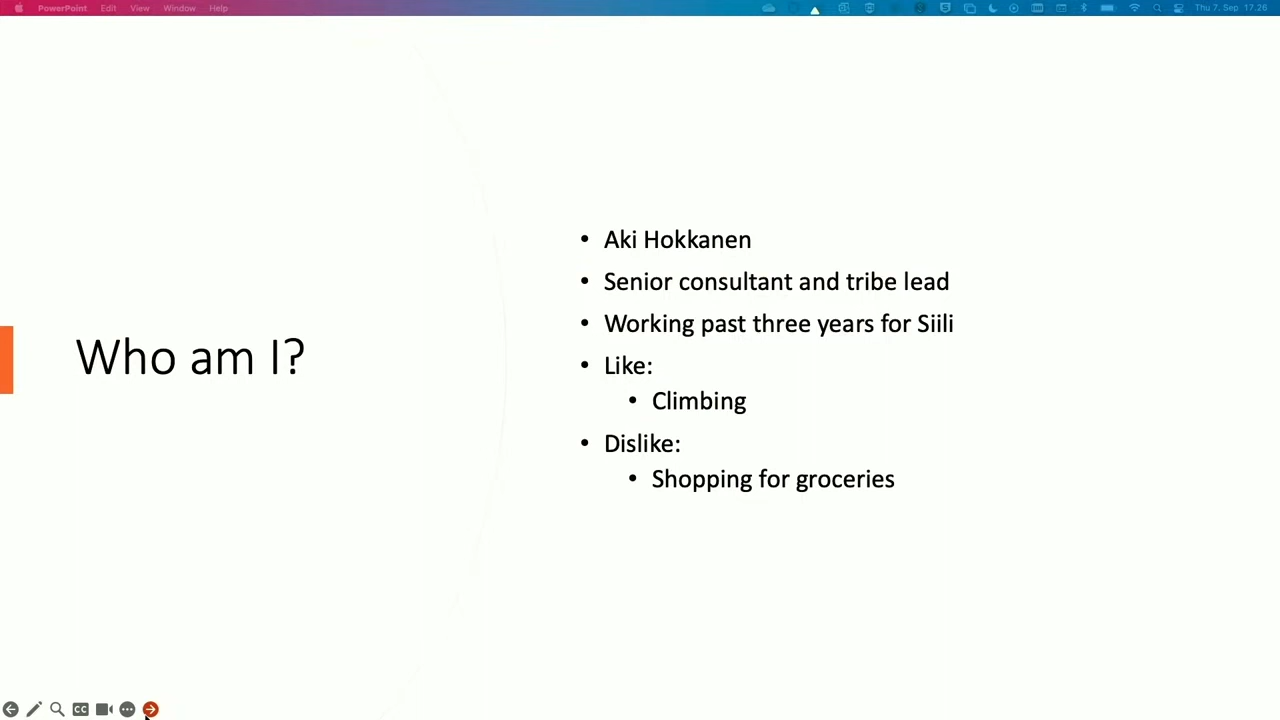 PowerPoint Edit View Window Help Thu 7. Sep 17.26
Who am I?
• Aki Hokkanen
• Senior consultant and tribe lead
• Working past three years for Siili
• Like:
• Climbing
• Dislike:
• Shopping for groceries
CC